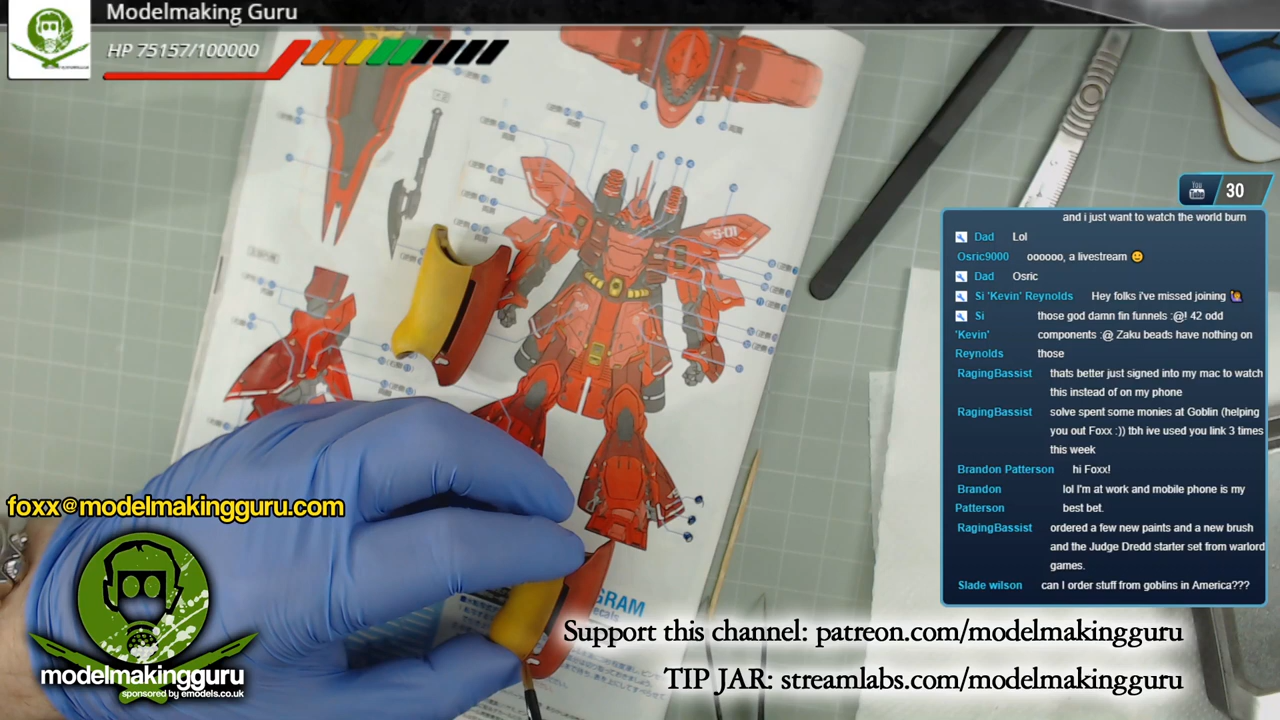 Modelmaking Guru
HP 75157/100000
30
and i just want to watch the world burn
Dad Lol
Osric9000 oooooo, a livestream
Dad Osric
Si 'Kevin' Reynolds Hey folks i've missed joining
Si 'Kevin' Reynolds those god damn fin funnels :@! 42 odd
components :@ Zaku beads have nothing on
those
RagingBassist thats better just signed into my mac to watch
this instead of on my phone
RagingBassist solve spent some monies at Goblin (helping
you out Foxx :)) tbh ive used you link 3 times
this week
Brandon Patterson hi Foxx!
Brandon Patterson lol I'm at work and mobile phone is my
best bet.
RagingBassist ordered a few new paints and a new brush
and the Judge Dredd starter set from warlord
games.
Slade wilson can I order stuff from goblins in America???
S-01
foxx@modelmakingguru.com
GRAM
ecals
Support this channel: patreon.com/modelmakingguru
TIP JAR: streamlabs.com/modelmakingguru
modelmakingguru
sponsored by emodels.co.uk